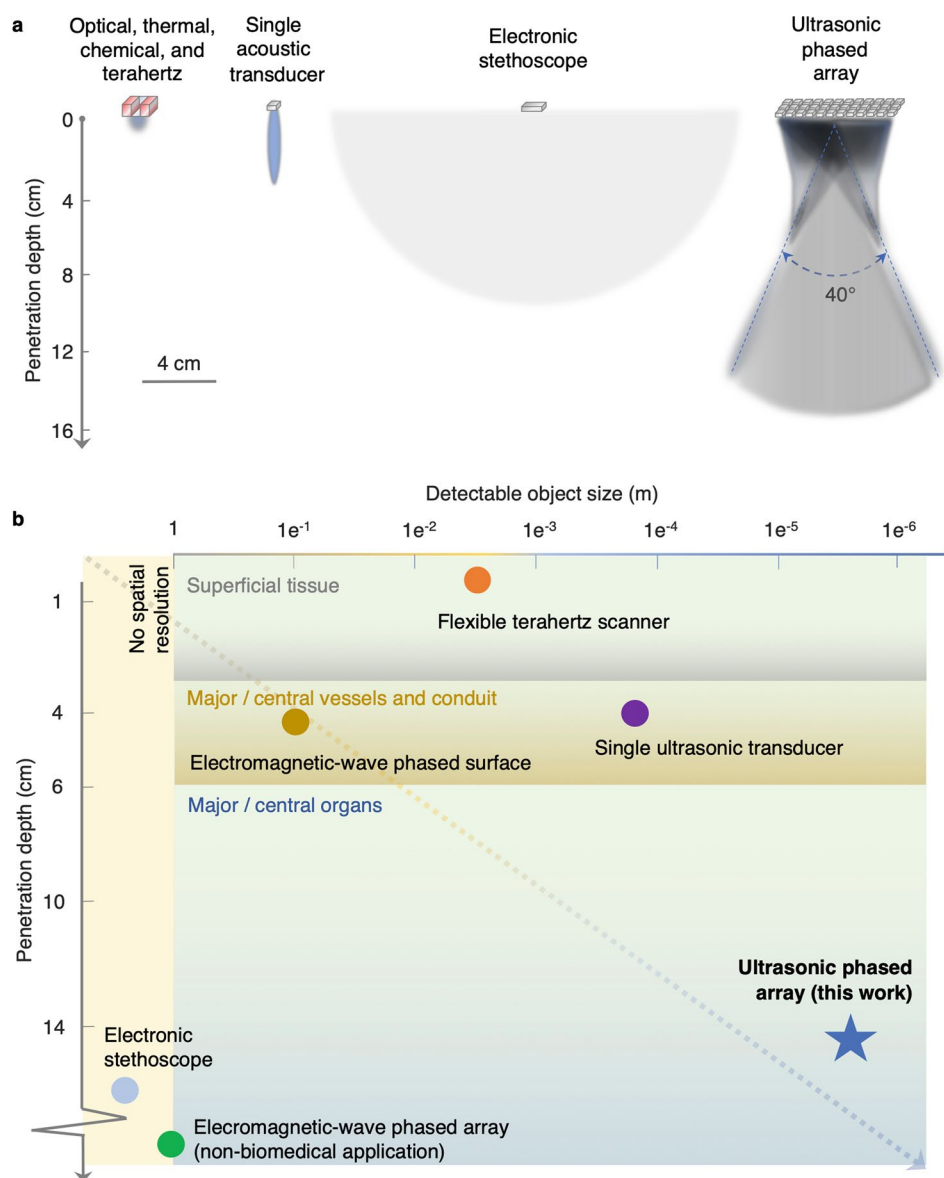 a
Optical, thermal,
chemical, and
terahertz
Single
acoustic
transducer
Electronic
stethoscope
Ultrasonic
phased
array
Penetration depth (cm)
0
4
8
12
16
4 cm
40°
b
Detectable object size (m)
1
1e-1
1e-2
1e-3
1e-4
1e-5
1e-6
Penetration depth (cm)
1
4
6
10
14
No spatial
resolution
Superficial tissue
Flexible terahertz scanner
Major / central vessels and conduit
Electromagnetic-wave phased surface
Single ultrasonic transducer
Major / central organs
Ultrasonic phased
array (this work)
Electronic
stethoscope
Elecromagnetic-wave phased array
(non-biomedical application)